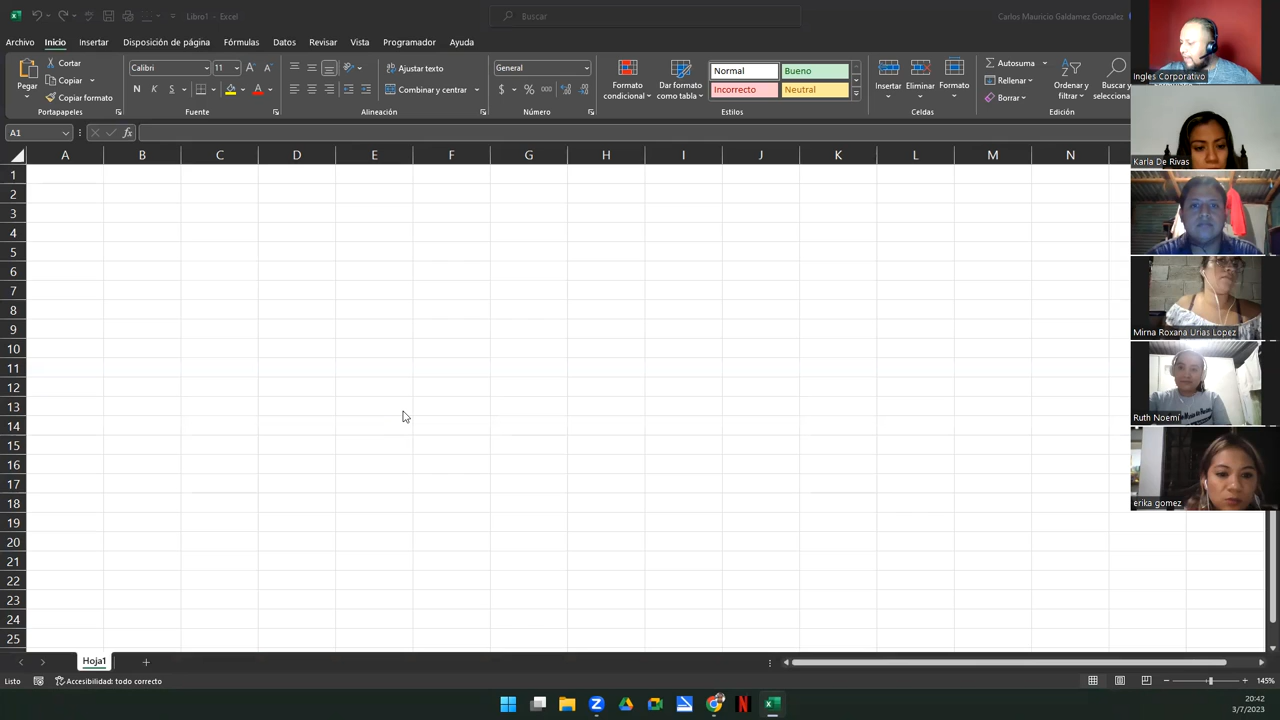 Libro1 - Excel
Buscar
Carlos Mauricio Galdamez Gonzalez
Archivo Inicio Insertar Disposición de página Fórmulas Datos Revisar Vista Programador Ayuda
Pegar
Cortar
Copiar
Copiar formato
Portapapeles
Calibri 11
N K S
Fuente
Ajustar texto
Combinar y centrar
Alineación
General
$ % 000
Número
Formato condicional
Dar formato como tabla
Normal Bueno
Incorrecto Neutral
Estilos
Insertar Eliminar Formato
Celdas
Autosuma
Rellenar
Borrar
Ordenar y filtrar
Buscar y selecciona
Edición
A1 fx
A B C D E F G H I J K L M N
1
2
3
4
5
6
7
8
9
10
11
12
13
14
15
16
17
18
19
20
21
22
23
24
25
Ingles Corporativo
Karla De Rivas
Mirna Roxana Urias Lopez
Ruth Noemi
erika gomez
Hoja1
Listo Accesibilidad: todo correcto 145%
20:42
3/7/2023